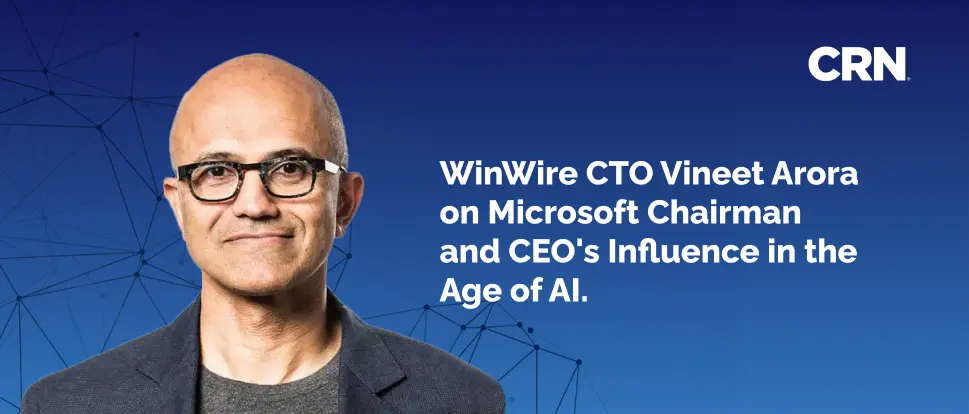 CRN
WinWire CTO Vineet Arora
on Microsoft Chairman
and CEO's Influence in the
Age of AI.